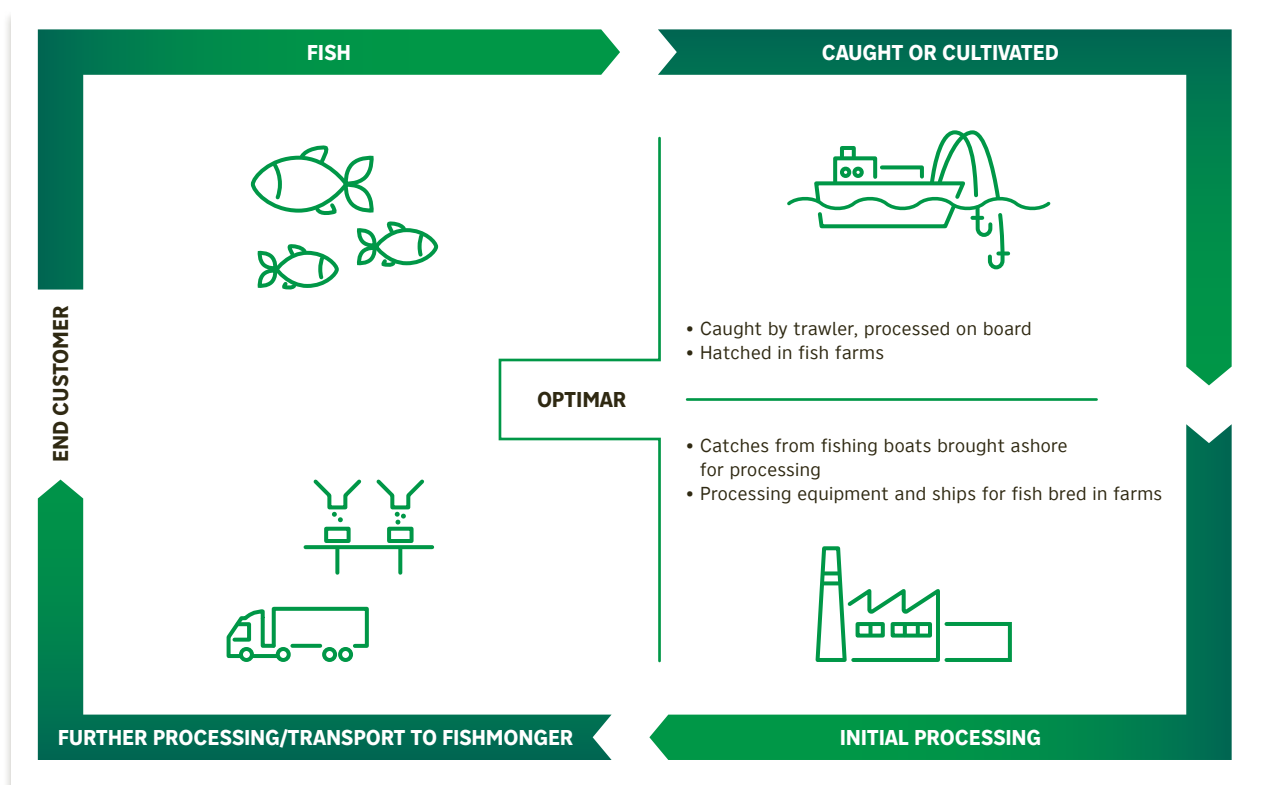 FISH
CAUGHT OR CULTIVATED
• Caught by trawler, processed on board
• Hatched in fish farms
END CUSTOMER
OPTIMAR
• Catches from fishing boats brought ashore
for processing
• Processing equipment and ships for fish bred in farms
FURTHER PROCESSING/TRANSPORT TO FISHMONGER
INITIAL PROCESSING